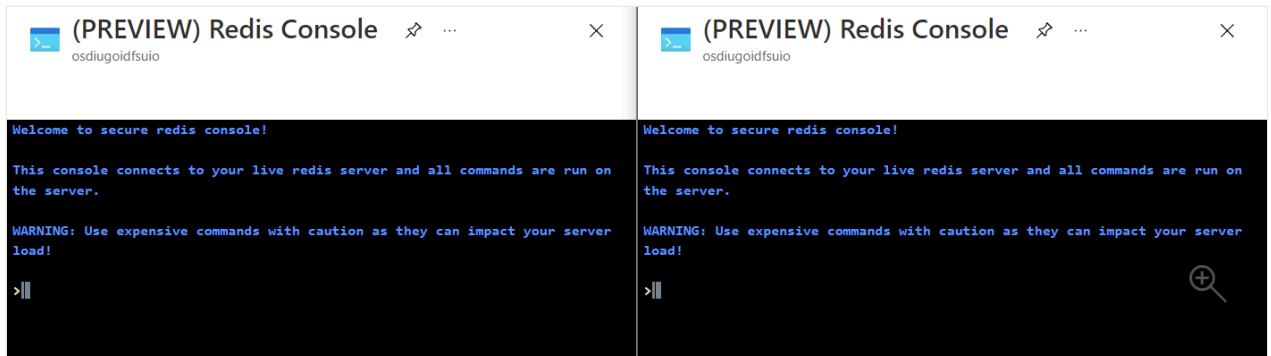 (PREVIEW) Redis Console
osdiugoidfsuio
Welcome to secure redis console!
This console connects to your live redis server and all commands are run on
the server.
WARNING: Use expensive commands with caution as they can impact your server
load!
>
(PREVIEW) Redis Console
osdiugoidfsuio
Welcome to secure redis console!
This console connects to your live redis server and all commands are run on
the server.
WARNING: Use expensive commands with caution as they can impact your server
load!
>